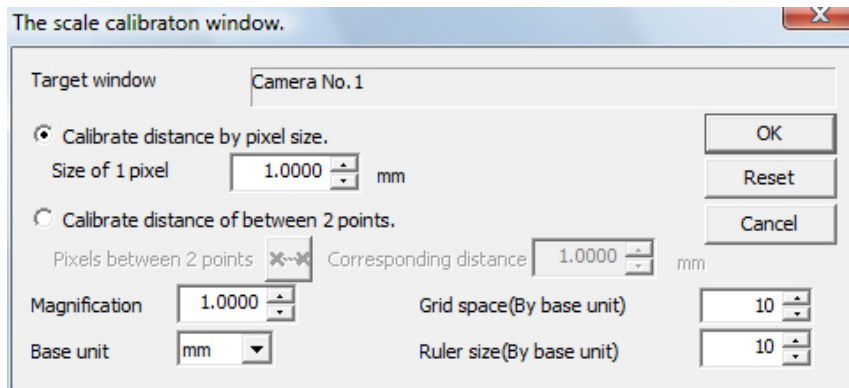 The scale calibraton window.
Target window Camera No. 1
Calibrate distance by pixel size.
OK
Size of 1 pixel 1.0000 mm
Reset
Calibrate distance of between 2 points.
Cancel
Pixels between 2 points Corresponding distance 1.0000 mm
Magnification 1.0000 Grid space(By base unit) 10
Base unit mm Ruler size(By base unit) 10